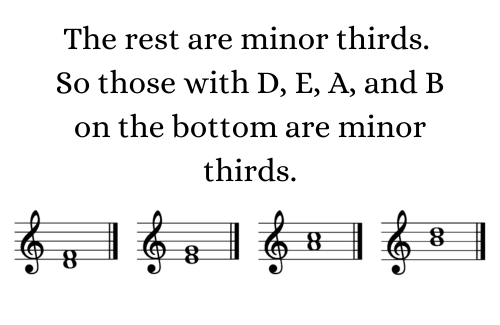 The rest are minor thirds.
So those with D, E, A, and B
on the bottom are minor
thirds.